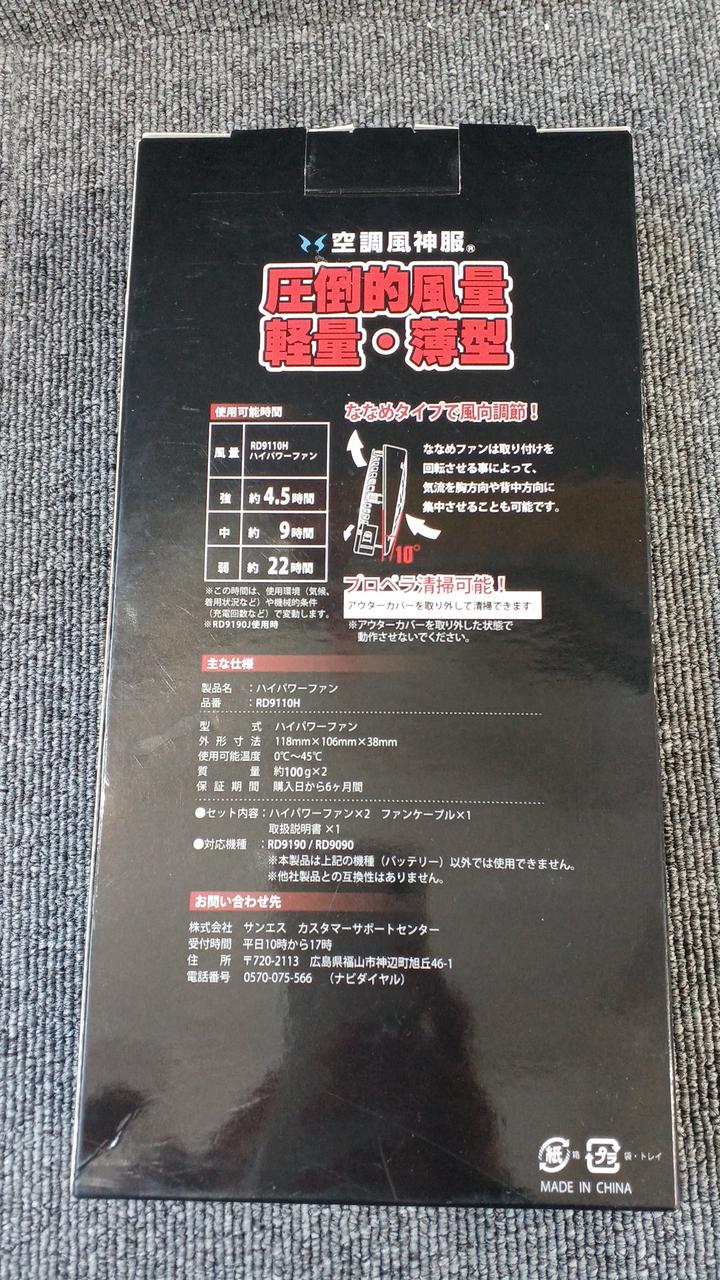 空調風神服®
圧倒的風量
軽量・薄型
使用可能時間
風量 RD9110H
ハイパワーファン
強 約4.5時間
中 約 9時間
弱 約22時間
※この時間は、使用環境（気候、
着用状況など）や機械的条件
（充電回数など）で変動します。
※RD9190J使用時
ななめタイプで風向調節！
ななめファンは取り付けを
回転させる事によって、
気流を胸方向や背中方向に
集中させることも可能です。
10°
プロペラ清掃可能！
アウターカバーを取り外して清掃できます。
※アウターカバーを取り外した状態で
動作させないでください。
主な仕様
製品名 ：ハイパワーファン
品番 ：RD9110H
型式 ハイパワーファン
外形寸法 118mm×106mm×38mm
使用可能温度 0℃～45℃
質量 約100g×2
保証期間 購入日から6ヶ月間
●セット内容：ハイパワーファン×2 ファンケーブル×1
取扱説明書×1
●対応機種 ：RD9190 / RD9090
※本製品は上記の機種（バッテリー）以外では使用できません。
※他社製品との互換性はありません。
お問い合わせ先
株式会社 サンエス カスタマーサポートセンター
受付時間 平日10時から17時
住所 〒720-2113 広島県福山市神辺町旭丘46-1
電話番号 0570-075-566 （ナビダイヤル）
紙 箱 プラ 袋・トレイ
MADE IN CHINA